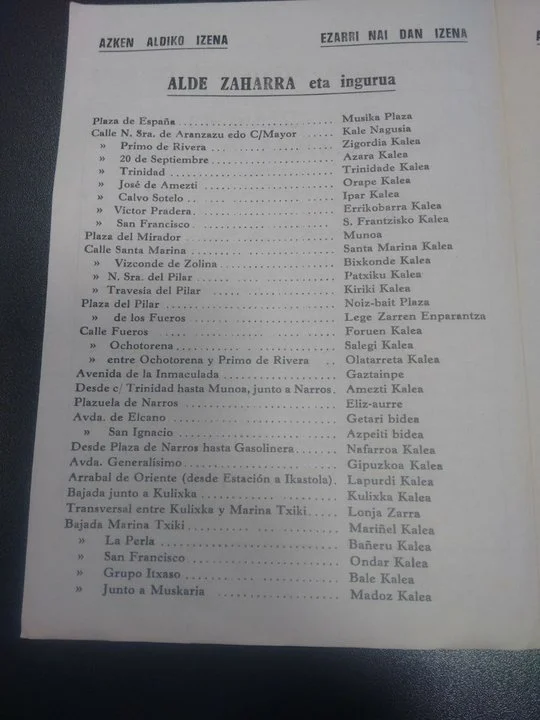 AZKEN ALDIKO IZENA EZARRI NAI DAN IZENA
ALDE ZAHARRA eta ingurua
Plaza de España . . . . . Musika Plaza
Calle N. Sra. de Aranzazu edo C/Mayor . . . . . Kale Nagusia
» Primo de Rivera . . . . . Zigordia Kalea
» 20 de Septiembre . . . . . Azara Kalea
» Trinidad . . . . . Trinidade Kalea
» José de Amezti . . . . . Orape Kalea
» Calvo Sotelo . . . . . Ipar Kalea
» Victor Pradera . . . . . Errikobarra Kalea
» San Francisco . . . . . S. Frantzisko Kalea
Plaza del Mirador . . . . . Munoa
Calle Santa Marina . . . . . Santa Marina Kalea
» Vizconde de Zolina . . . . . Bixkonde Kalea
» N. Sra. del Pilar . . . . . Patxiku Kalea
» Travesía del Pilar . . . . . Kiriki Kalea
Plaza del Pilar . . . . . Noiz-bait Plaza
» de los Fueros . . . . . Lege Zarren Enparantza
Calle Fueros . . . . . Foruen Kalea
» Ochotorena . . . . . Salegi Kalea
» entre Ochotorena y Primo de Rivera . . Olatarreta Kalea
Avenida de la Inmaculada . . . . . Gaztainpe
Desde c/ Trinidad hasta Munoa, junto a Narros. Amezti Kalea
Plazuela de Narros . . . . . Eliz-aurre
Avda. de Elcano . . . . . Getari bidea
» San Ignacio . . . . . Azpeiti bidea
Desde Plaza de Narros hasta Gasolinera . . . . . Nafarroa Kalea
Avda. Generalísimo . . . . . Gipuzkoa Kalea
Arrabal de Oriente (desde Estación a Ikastola). Lapurdi Kalea
Bajada junto a Kulixka . . . . . Kulixka Kalea
Transversal entre Kulixka y Marina Txiki . . . . . Lonja Zarra
Bajada Marina Txiki . . . . . Mariñel Kalea
» La Perla . . . . . Bañeru Kalea
» San Francisco . . . . . Ondar Kalea
» Grupo Itxaso . . . . . Bale Kalea
» Junto a Muskaria . . . . . Madoz Kalea